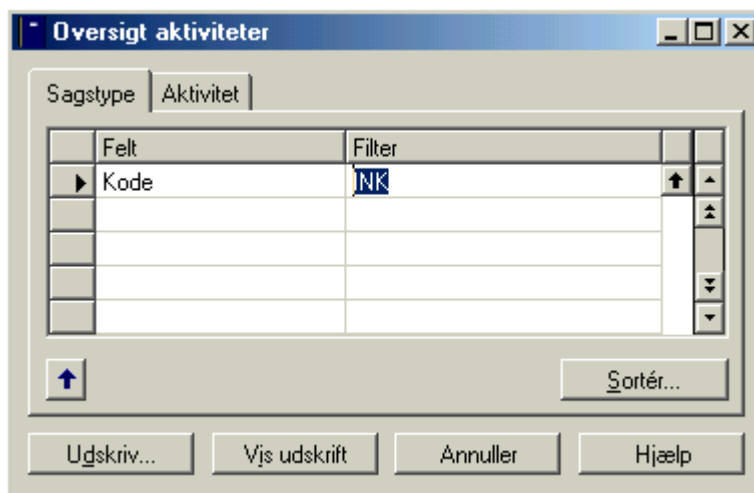 Oversigt aktiviteter
Sagstype Aktivitet
Felt Filter
Kode INK
Sortér...
Udskriv... Vis udskrift Annuller Hjælp